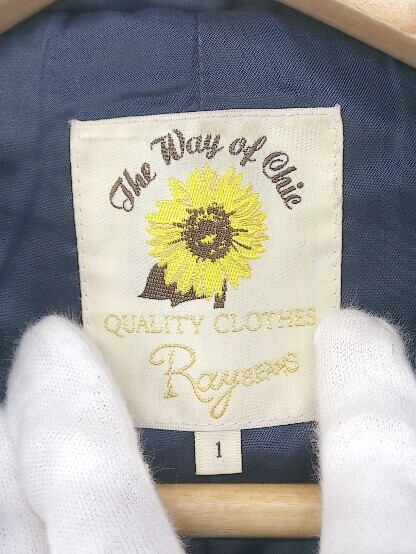 The Way of Chic
QUALITY CLOTHES
Ray BEAMS
1